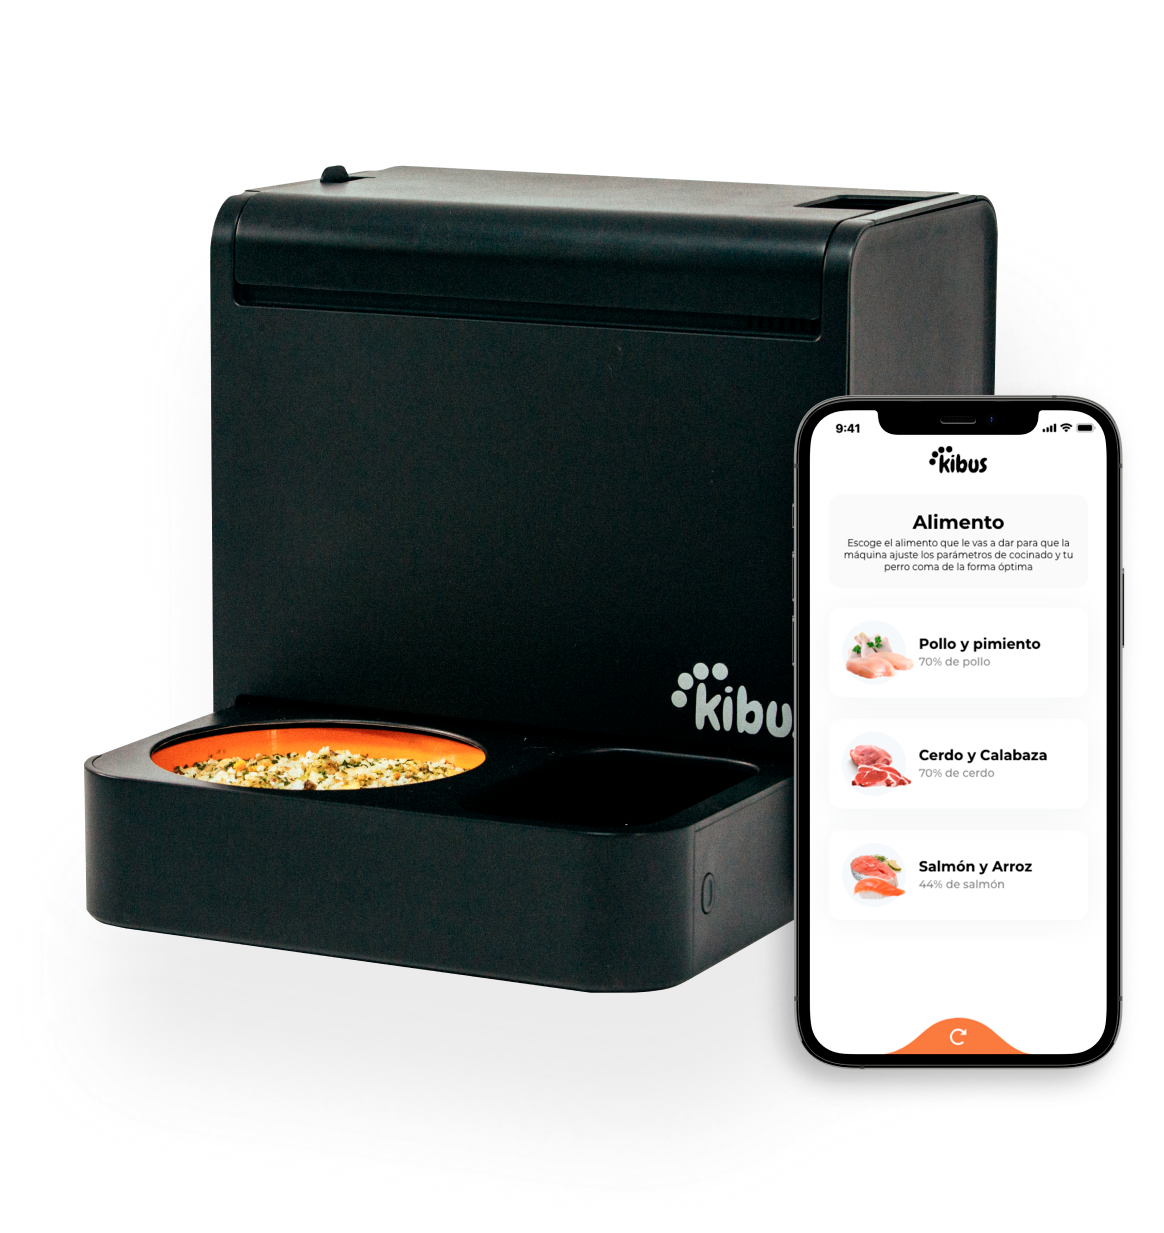 kibus
9:41
kibus
Alimento
Escoge el alimento que le vas a dar para que la
máquina ajuste los parámetros de cocinado y tu
perro coma de la forma óptima
Pollo y pimiento
70% de pollo
Cerdo y Calabaza
70% de cerdo
Salmón y Arroz
44% de salmón